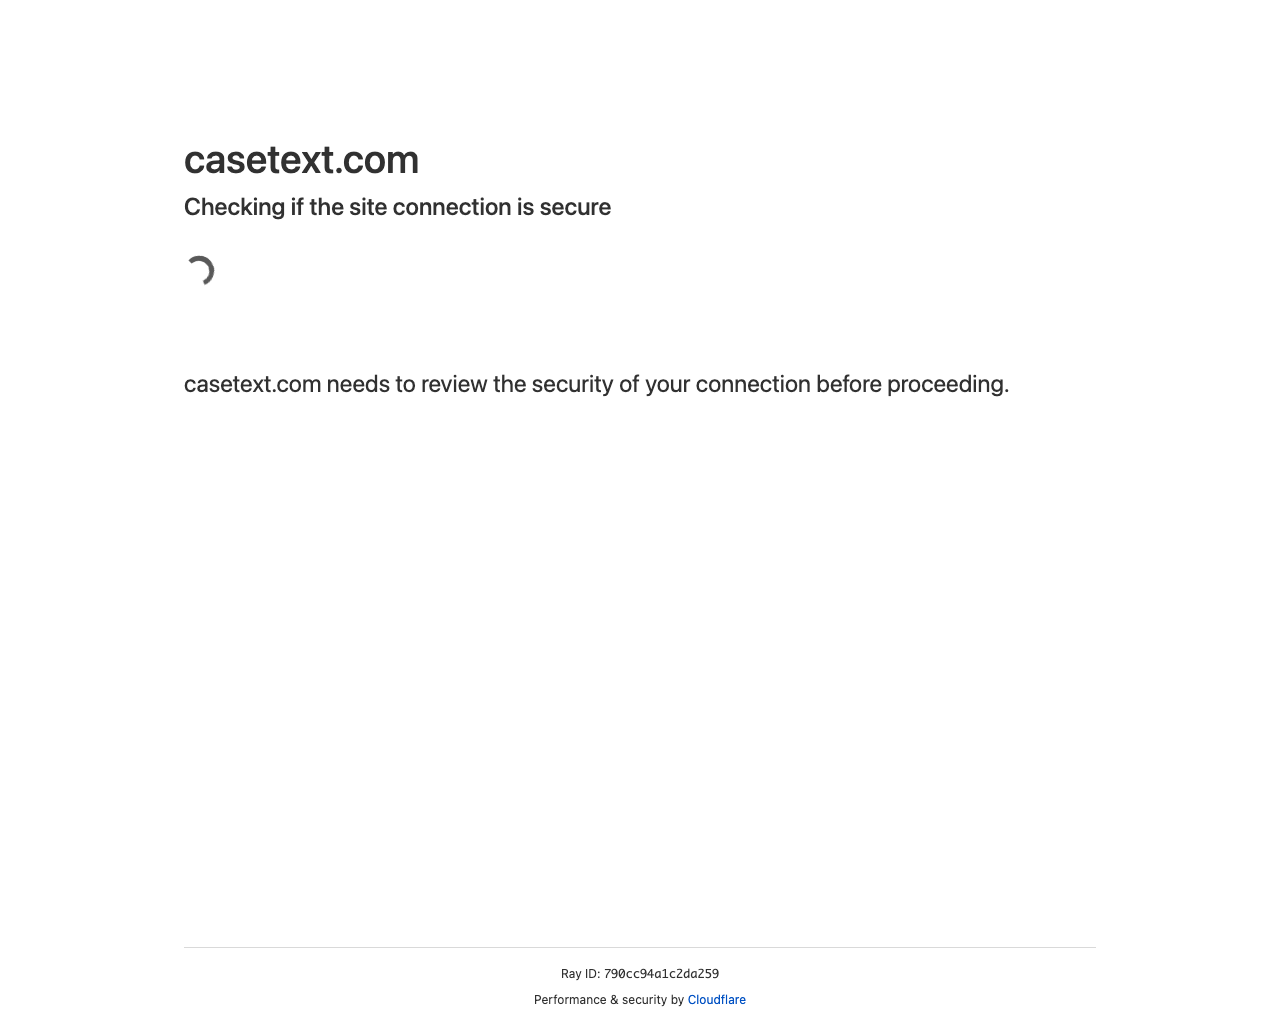 casetext.com
Checking if the site connection is secure
casetext.com needs to review the security of your connection before proceeding.
Ray ID: 790cc94a1c2da259
Performance & security by Cloudflare